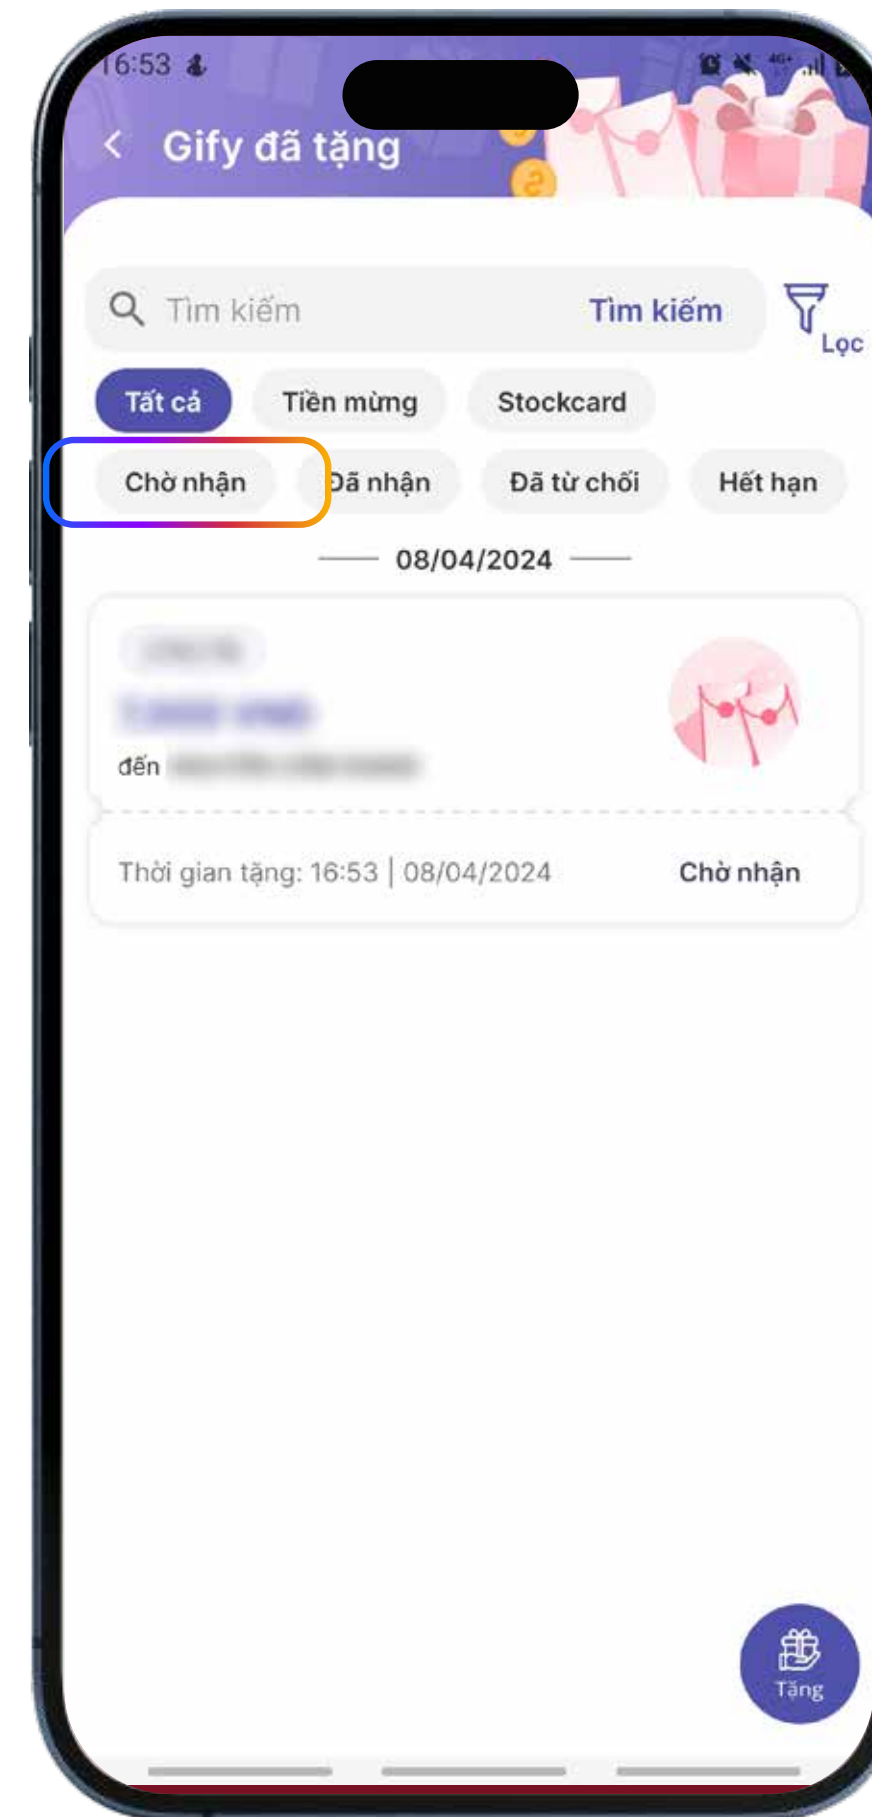 16:53
4G+
Gify đã tặng
Tìm kiếm Tìm kiếm
Lọc
Tất cả Tiền mừng Stockcard
Chờ nhận Đã nhận Đã từ chối Hết hạn
08/04/2024
đến
Thời gian tặng: 16:53 | 08/04/2024 Chờ nhận
Tặng